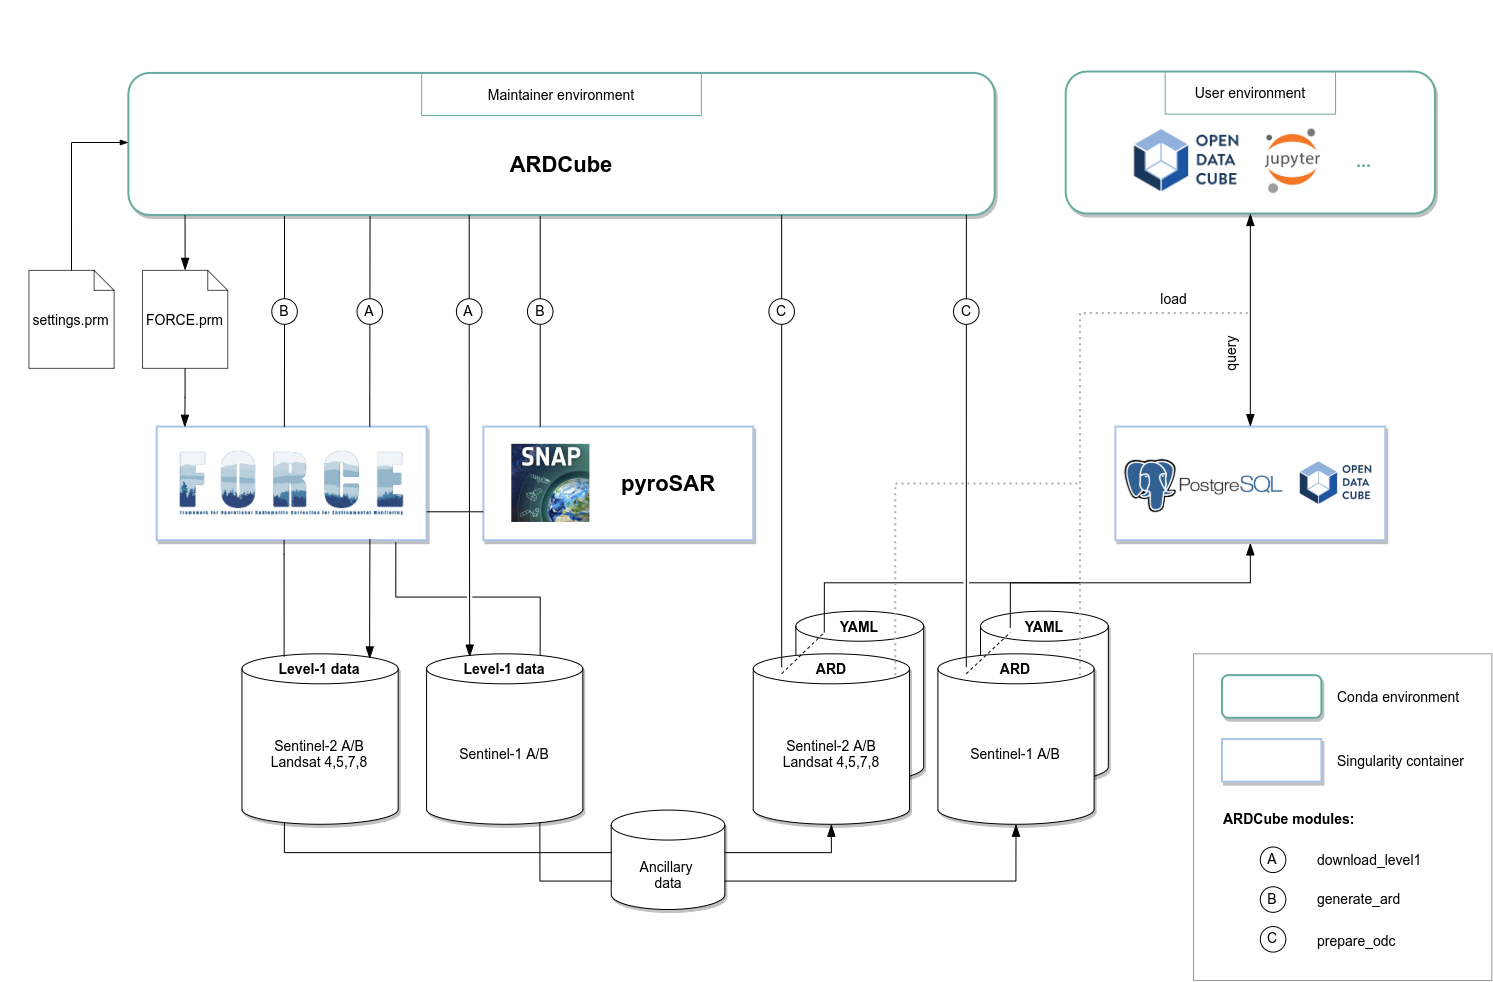 Maintainer environment
ARDCube
User environment
OPEN
DATA
CUBE
jupyter
...
settings.prm
FORCE.prm
B
A
A
B
C
C
load
query
FORCE
Framework for Operational Radiometric Correction for Environmental Monitoring
SNAP
pyroSAR
PostgreSQL
OPEN
DATA
CUBE
YAML
YAML
Level-1 data
Level-1 data
ARD
ARD
Sentinel-2 A/B
Landsat 4,5,7,8
Sentinel-1 A/B
Sentinel-2 A/B
Landsat 4,5,7,8
Sentinel-1 A/B
Ancillary
data
Conda environment
Singularity container
ARDCube modules:
A download_level1
B generate_ard
C prepare_odc